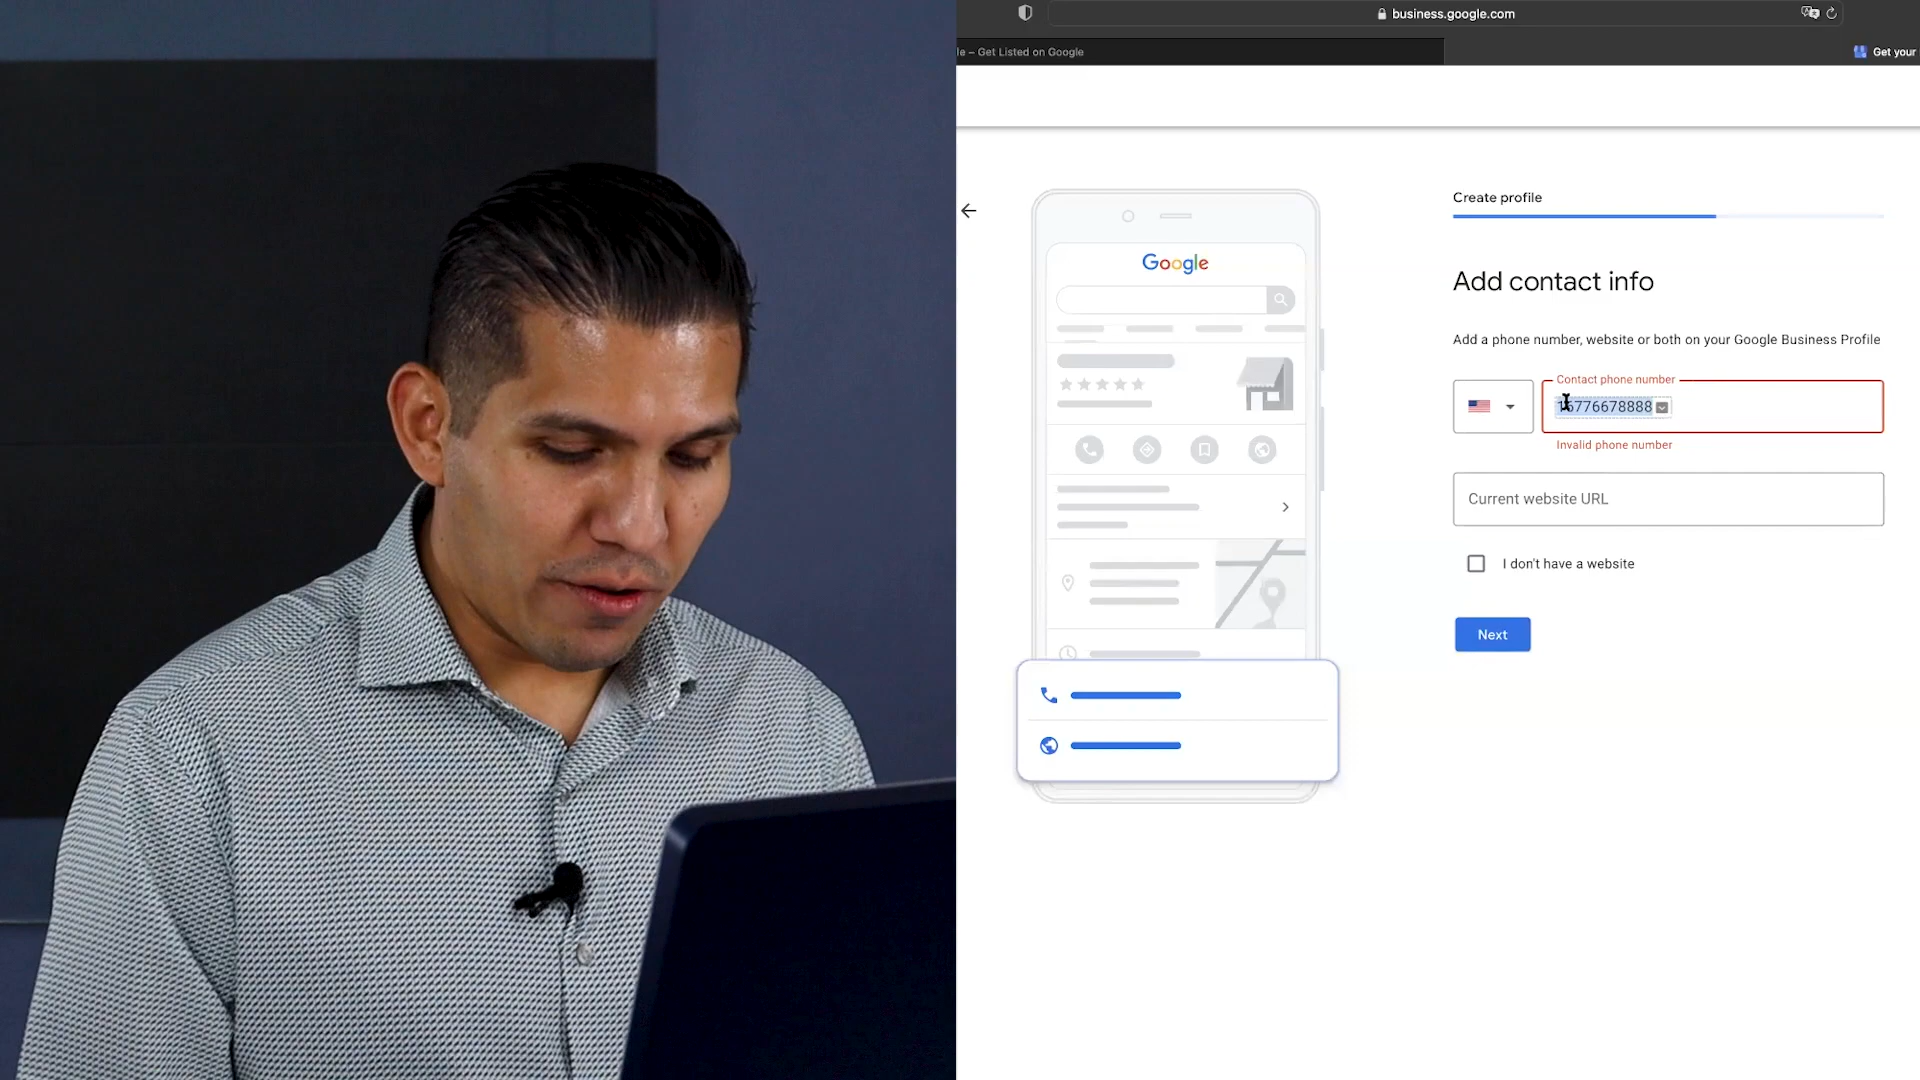 business.google.com
le – Get Listed on Google
Get your
Create profile
Google
Add contact info
Add a phone number, website or both on your Google Business Profile
Contact phone number
16776678888
Invalid phone number
Current website URL
I don't have a website
Next